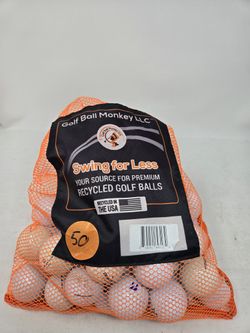 Golf Ball Monkey LLC
Swing for Less
YOUR SOURCE FOR PREMIUM
RECYCLED GOLF BALLS
RECYCLED IN
THE USA
50